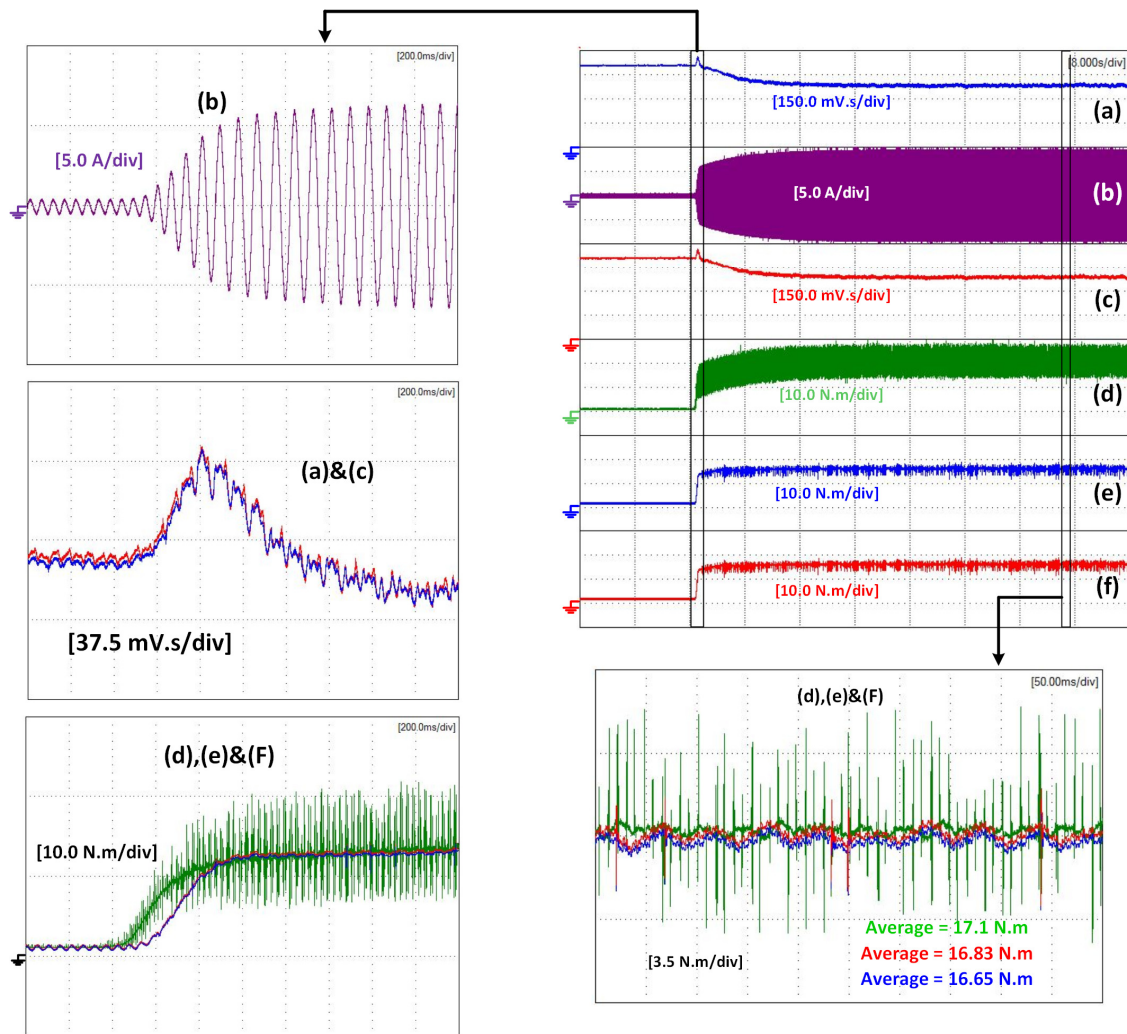 [200.0ms/div]
(b)
[5.0 A/div]
[200.0ms/div]
(a)&(c)
[37.5 mV.s/div]
[200.0ms/div]
(d),(e)&(F)
[10.0 N.m/div]
[8.000s/div]
[150.0 mV.s/div]
(a)
[5.0 A/div]
(b)
[150.0 mV.s/div]
(c)
[10.0 N.m/div]
(d)
[10.0 N.m/div]
(e)
[10.0 N.m/div]
(f)
[50.00ms/div]
(d),(e)&(F)
Average = 17.1 N.m
Average = 16.83 N.m
[3.5 N.m/div]
Average = 16.65 N.m